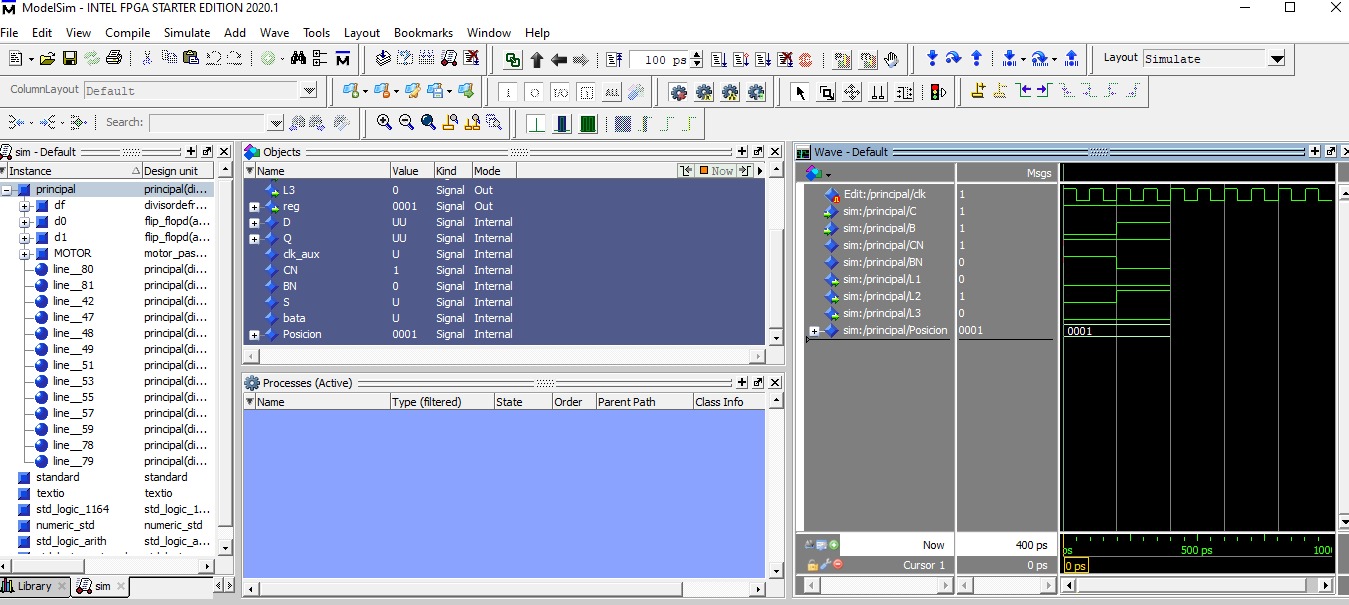 ModelSim - INTEL FPGA STARTER EDITION 2020.1
File Edit View Compile Simulate Add Wave Tools Layout Bookmarks Window Help
100 ps Layout Simulate
ColumnLayout Default
Search:
sim - Default
Instance Design unit
principal principal(di...
df divisordefr...
d0 flip_flopd(a...
d1 flip_flopd(a...
MOTOR motor_pas...
line__80 principal(di...
line__81 principal(di...
line__42 principal(di...
line__47 principal(di...
line__48 principal(di...
line__49 principal(di...
line__51 principal(di...
line__53 principal(di...
line__55 principal(di...
line__57 principal(di...
line__59 principal(di...
line__78 principal(di...
line__79 principal(di...
standard standard
textio textio
std_logic_1164 std_logic_1...
numeric_std numeric_std
std_logic_arith std_logic_a...
Library sim
Objects
Name Value Kind Mode Now
L3 0 Signal Out
reg 0001 Signal Out
D UU Signal Internal
Q UU Signal Internal
clk_aux U Signal Internal
CN 1 Signal Internal
BN 0 Signal Internal
S U Signal Internal
bata U Signal Internal
Posicion 0001 Signal Internal
Processes (Active)
Name Type (filtered) State Order Parent Path Class Info
Wave - Default
Msgs
Edit:/principal/clk 1
sim:/principal/C 1
sim:/principal/B 1
sim:/principal/CN 1
sim:/principal/BN 0
sim:/principal/L1 0
sim:/principal/L2 1
sim:/principal/L3 0
sim:/principal/Posicion 0001 0001
Now 400 ps ps 500 ps 1000
Cursor 1 0 ps 0 ps